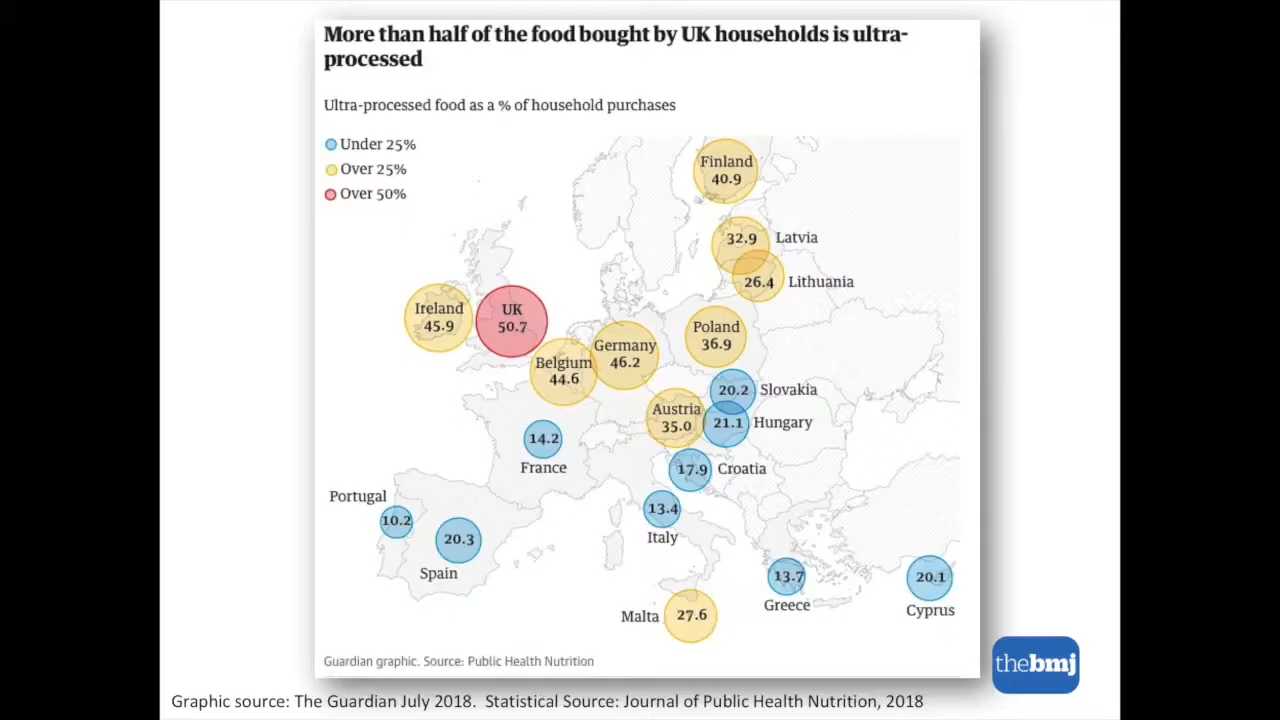 More than half of the food bought by UK households is ultra-
processed
Ultra-processed food as a % of household purchases
Under 25%
Over 25%
Over 50%
Finland
40.9
32.9 Latvia
26.4 Lithuania
Ireland
45.9
UK
50.7
Poland
36.9
Germany
46.2
Belgium
44.6
20.2 Slovakia
Austria
35.0
21.1 Hungary
14.2
France
17.9 Croatia
Portugal
10.2
13.4
Italy
20.3
Spain
13.7
Greece
20.1
Cyprus
Malta 27.6
Guardian graphic. Source: Public Health Nutrition
thebmj
Graphic source: The Guardian July 2018. Statistical Source: Journal of Public Health Nutrition, 2018